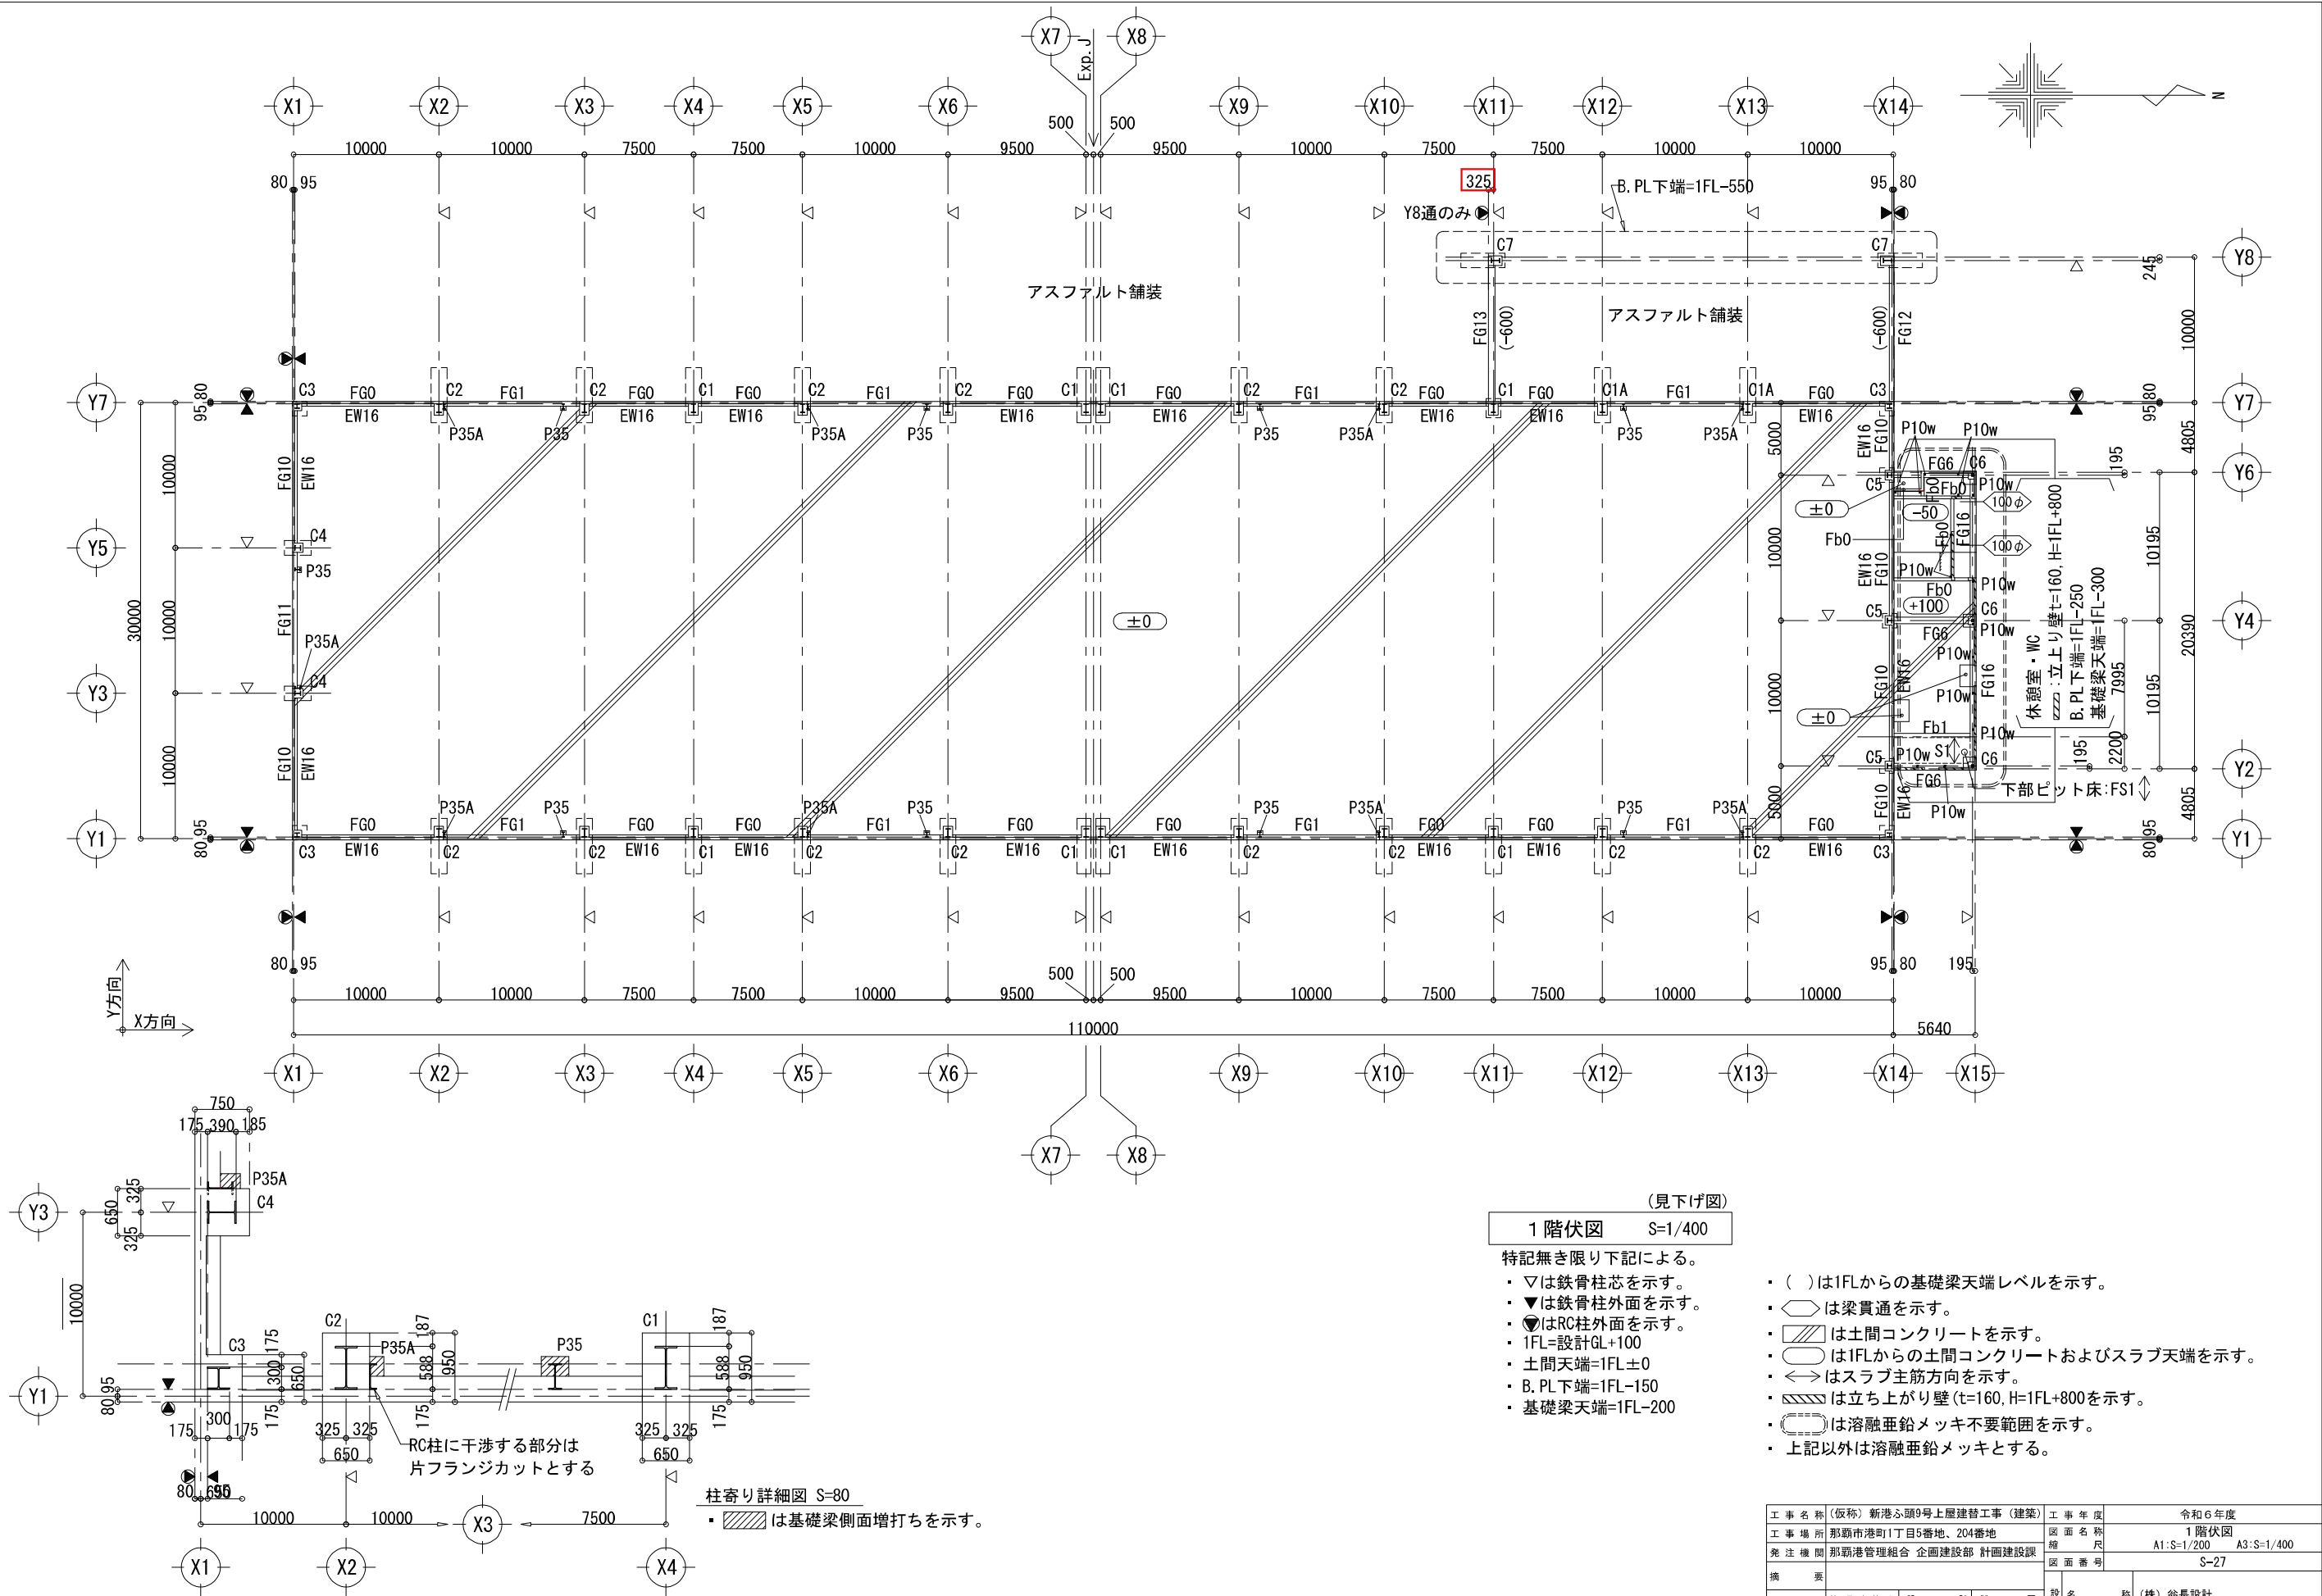 X7 X8
Exp.J
X1 X2 X3 X4 X5 X6 X9 X10 X11 X12 X13 X14
N
500 500
10000 10000 7500 7500 10000 9500 9500 10000 7500 7500 10000 10000
80 95 325 95 80
B.PL下端=1FL-550
Y8通のみ
C7 C7
Y8
245
アスファルト舗装
アスファルト舗装
FG13 (-600) (-600) FG12
10000
Y7 95 80 C3 FG0 C2 FG1 C2 FG0 C1 FG0 C2 FG1 C2 FG0 C1 C1 FG0 C2 FG1 C2 FG0 C1 FG0 C1A FG1 C1A FG0 C3 95 80 Y7
EW16 EW16 EW16 EW16 EW16 EW16 EW16 EW16
P35A P35 P35A P35 P35 P35A P35 P35A
5000 EW16 FG10 P10w P10w 4805
10000 FG10 EW16
FG6 C6 195 Y6
C5 Fb0 Fb0 P10w
±0 -50 100φ
Fb0 Fb0 FG16 100φ
Y5 C4
P35
10000 EW16 FG10 P10w P10w 10195
Fb0
+100 C6
30000 10000 FG11
±0
C5 FG6 P10w Y4
P35A
P10w
Y3 C4
10000 FG10 EW16 P10w FG16
±0
休憩室・WC
:立上り壁t=160,H=1FL+800
B.PL下端=1FL-250
基礎梁天端=1FL-300
7995 10195 20390
Fb1 P10w
10000 FG10 EW16
C5 P10w S1 C6 195 2200 Y2
FG6
下部ピット床:FS1
P10w
5000 FG10 EW16 4805
P35A P35 P35A P35 P35 P35A P35 P35A
Y1 80 95 FG0 FG1 FG0 FG0 FG1 FG0 FG0 FG1 FG0 FG0 FG1 FG0 80 95 Y1
C3 EW16 C2 C2 EW16 C1 EW16 C2 C2 EW16 C1 C1 EW16 C2 C2 EW16 C1 EW16 C2 C2 EW16 C3
80 95 95 80 195
Y方向
X方向
500 500
10000 10000 7500 7500 10000 9500 9500 10000 7500 7500 10000 10000
110000 5640
X1 X2 X3 X4 X5 X6 X9 X10 X11 X12 X13 X14 X15
X7 X8
750
175 390 185
P35A
C4
Y3 650 325 325
10000
C3 C2 P35A P35 C1
175 300 175 650
187 588 175 950
187 588 175 950
Y1 80 95
300
175 175
325 325 325 325
650 650
RC柱に干渉する部分は
片フランジカットとする
80 95 650
10000 10000 X3 7500
X1 X2 X4
柱寄り詳細図 S=80
・ は基礎梁側面増打ちを示す。
(見下げ図)
1階伏図 S=1/400
特記無き限り下記による。
・▽は鉄骨柱芯を示す。
・▼は鉄骨柱外面を示す。
・ はRC柱外面を示す。
・1FL=設計GL+100
・土間天端=1FL±0
・B.PL下端=1FL-150
・基礎梁天端=1FL-200
・( )は1FLからの基礎梁天端レベルを示す。
・ は梁貫通を示す。
・ は土間コンクリートを示す。
・ は1FLからの土間コンクリートおよびスラブ天端を示す。
・ はスラブ主筋方向を示す。
・ は立ち上がり壁(t=160,H=1FL+800を示す。
・ は溶融亜鉛メッキ不要範囲を示す。
・上記以外は溶融亜鉛メッキとする。
工事名称 (仮称)新港ふ頭9号上屋建替工事(建築) 工事年度 令和6年度
工事場所 那覇市港町1丁目5番地、204番地 図面名称 1階伏図
縮尺 A1:S=1/200 A3:S=1/400
発注機関 那覇港管理組合 企画建設部 計画建設課 図面番号 S-27
摘要